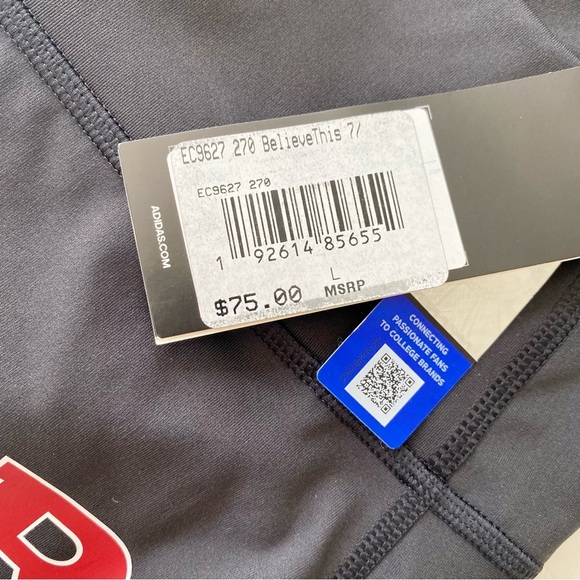 EC9627 270 BelieveThis 7/
EC9627 270
1 92614 85655
L
$75.00 MSRP
ADIDAS.COM
CONNECTING
PASSIONATE FANS
TO COLLEGE BRANDS